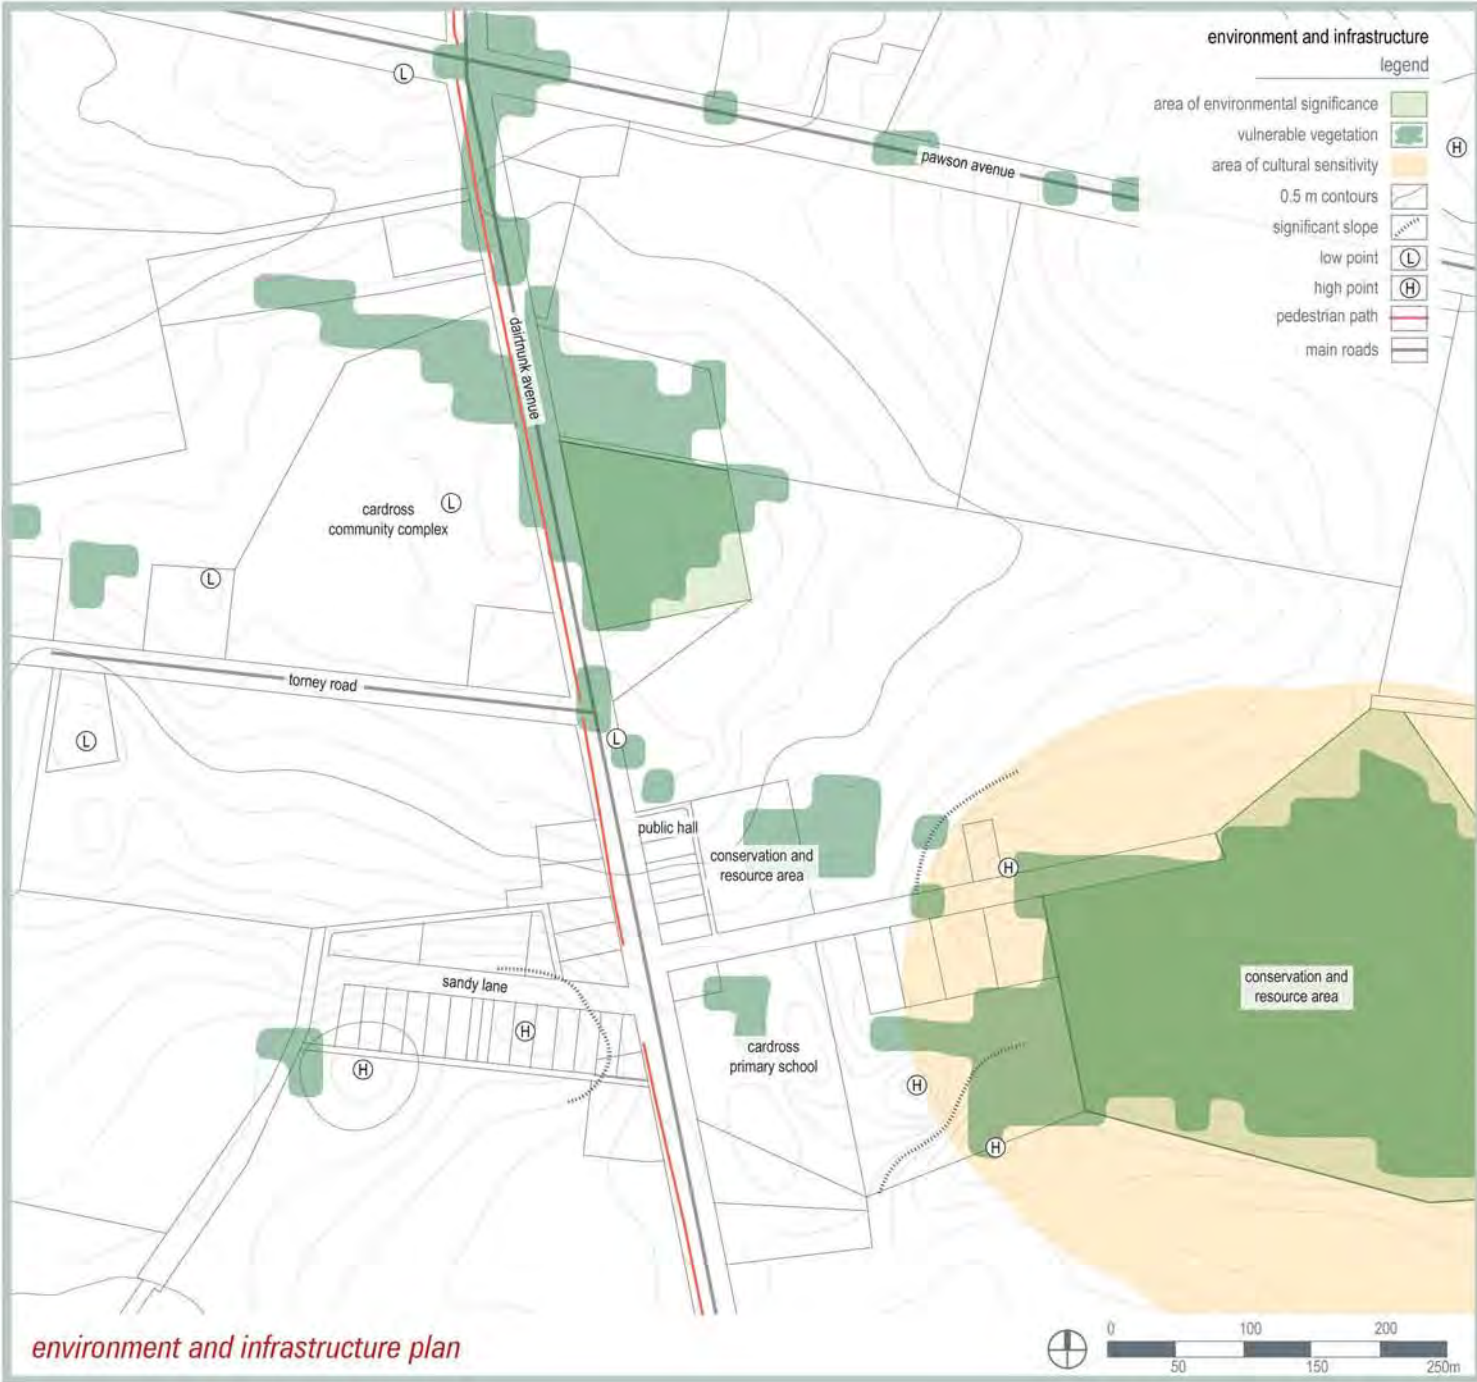 environment and infrastructure
legend
area of environmental significance
vulnerable vegetation
area of cultural sensitivity
0.5 m contours
significant slope
low point
L
high point
H
pedestrian path
main roads
L
H
pawson avenue
dairtnunk avenue
cardross
community complex
L
L
torney road
L
L
public hall
conservation and
resource area
H
sandy lane
H
H
cardross
primary school
H
H
conservation and
resource area
environment and infrastructure plan
0 100 200
50 150 250m